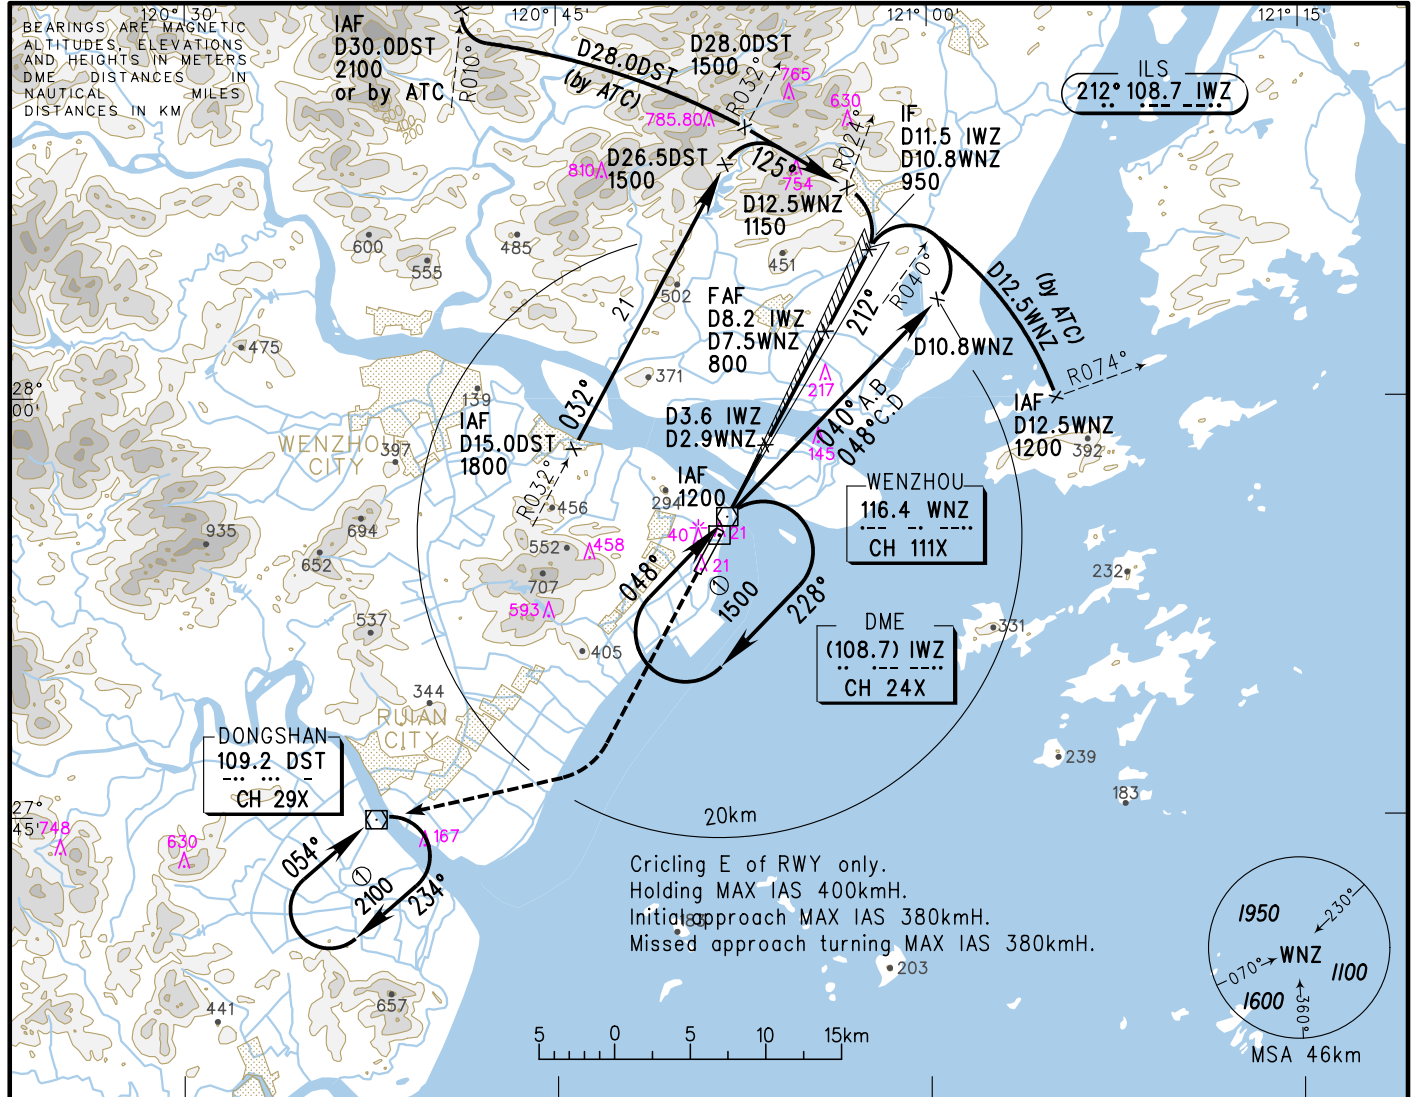 120° 30'
120° 45'
121° 00'
121° 15'
BEARINGS ARE MAGNETIC
ALTITUDES, ELEVATIONS
AND HEIGHTS IN METERS
DME DISTANCES IN
NAUTICAL MILES
DISTANCES IN KM
IAF
D30.0DST
2100
or by ATC
R010°
600
400
200
D28.0DST
(by ATC)
D28.0DST
1500
R032°
765
785.80
630
R024°
ILS
212° 108.7 IWZ
IF
D11.5 IWZ
D10.8WNZ
950
810
D26.5DST
1500
125°
754
D12.5WNZ
1150
600
485
555
451
502
21
FAF
D8.2 IWZ
D7.5WNZ
800
212°
R040°
D12.5WNZ
(by ATC)
D10.8WNZ
R074°
475
371
217
28°
00'
139
032°
IAF
D15.0DST
1800
D3.6 IWZ
D2.9WNZ
040° A.B
048° C.D
145
IAF
D12.5WNZ
1200
392
WENZHOU
CITY
397
R032°
456
IAF
1200
294
WENZHOU
116.4 WNZ
CH 111X
935
694
652
552
458
40
21
21
707
593
048°
1
1500
228°
232
537
405
331
DME
(108.7) IWZ
CH 24X
344
RUIAN
CITY
DONGSHAN
109.2 DST
CH 29X
239
183
27°
45'
748
630
167
20km
054°
1
2100
234°
Cricling E of RWY only.
Holding MAX IAS 400kmH.
Initial approach MAX IAS 380kmH.
183
Missed approach turning MAX IAS 380kmH.
203
657
441
1950
230°
WNZ
070°
1100
1600
360°
MSA 46km
5 0 5 10 15km